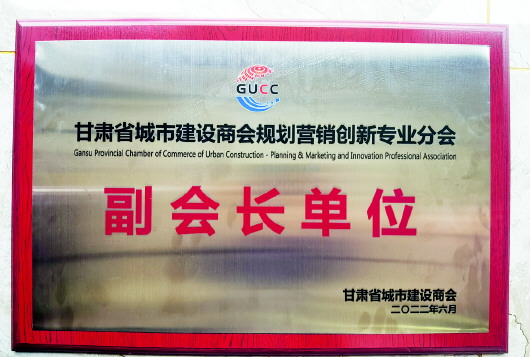 GUCC
甘肃省城市建设商会规划营销创新专业分会
Gansu Provincial Chamber of Commerce of Urban Construction - Planning & Marketing and Innovation Professional Association
副会长单位
甘肃省城市建设商会
二〇二二年六月